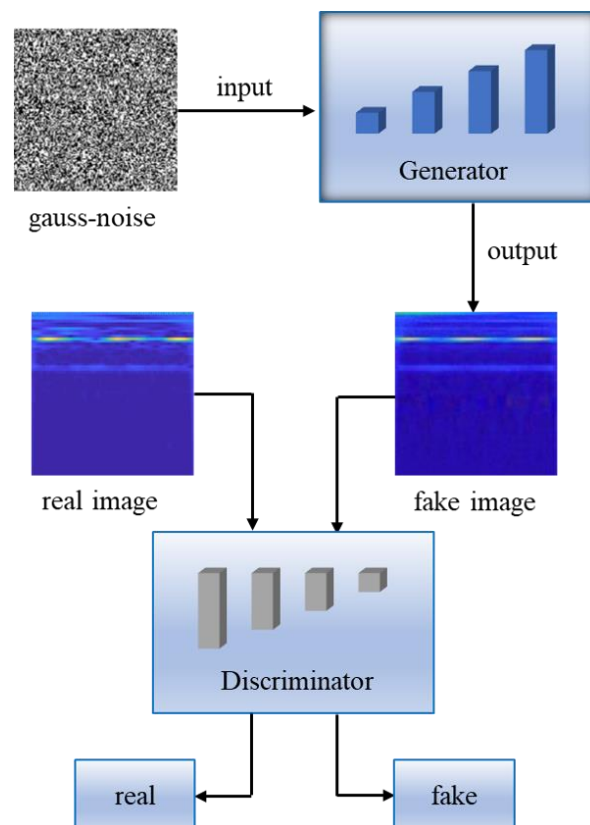 input
Generator
gauss-noise
output
real image
fake image
Discriminator
real
fake